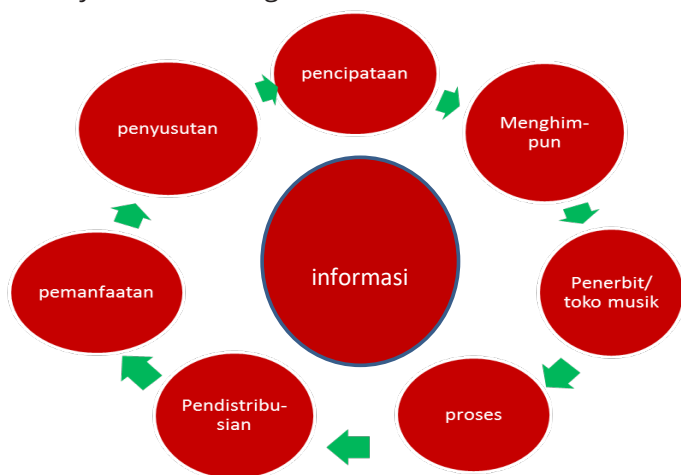 pencipataan
Menghim-
pun
Penerbit/
toko musik
proses
Pendistribu-
sian
pemanfaatan
penyusutan
informasi